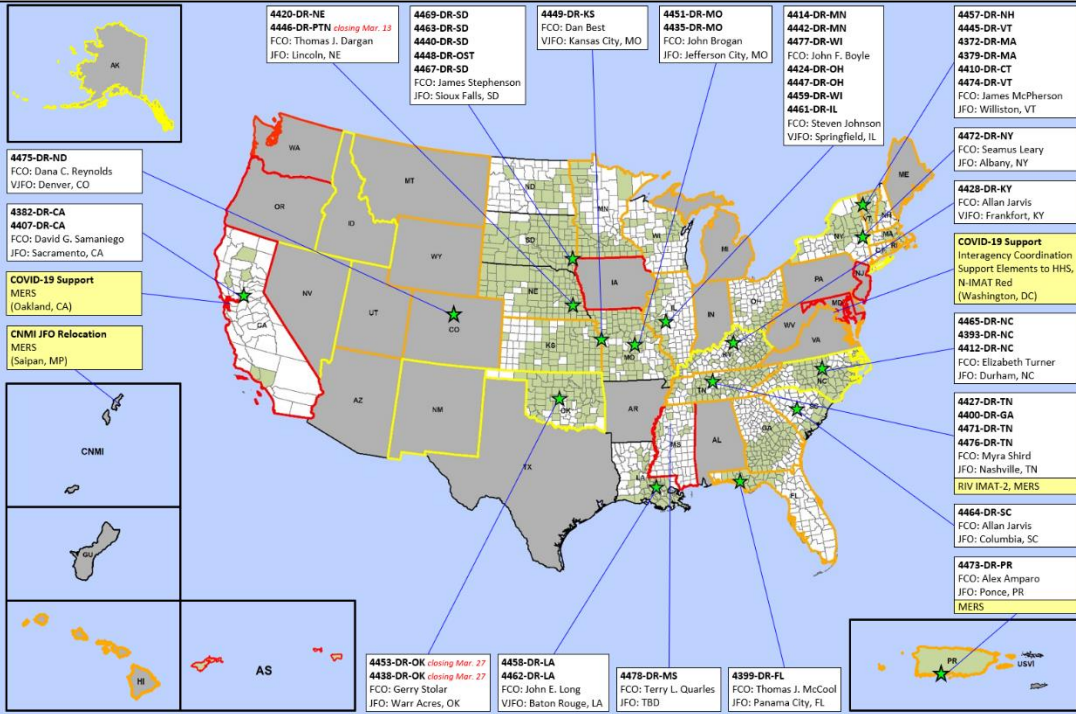 4420-DR-NE
4446-DR-PTN closing Mar. 13
FCO: Thomas J. Dargan
JFO: Lincoln, NE
4469-DR-SD
4463-DR-SD
4440-DR-SD
4448-DR-OST
4467-DR-SD
FCO: James Stephenson
JFO: Sioux Falls, SD
4449-DR-KS
FCO: Dan Best
VJFO: Kansas City, MO
4451-DR-MO
4435-DR-MO
FCO: John Brogan
JFO: Jefferson City, MO
4414-DR-MN
4442-DR-MN
4477-DR-WI
FCO: John F. Boyle
4424-DR-OH
4447-DR-OH
4459-DR-WI
4461-DR-IL
FCO: Steven Johnson
VJFO: Springfield, IL
4457-DR-NH
4445-DR-VT
4372-DR-MA
4379-DR-MA
4410-DR-CT
4474-DR-VT
FCO: James McPherson
JFO: Williston, VT
4472-DR-NY
FCO: Seamus Leary
JFO: Albany, NY
4428-DR-KY
FCO: Allan Jarvis
VJFO: Frankfort, KY
COVID-19 Support
Interagency Coordination
Support Elements to HHS,
N-IMAT Red
(Washington, DC)
4465-DR-NC
4393-DR-NC
4412-DR-NC
FCO: Elizabeth Turner
JFO: Durham, NC
4427-DR-TN
4400-DR-GA
4471-DR-TN
4476-DR-TN
FCO: Myra Shird
JFO: Nashville, TN
RIV IMAT-2, MERS
4464-DR-SC
FCO: Allan Jarvis
JFO: Columbia, SC
4473-DR-PR
FCO: Alex Amparo
JFO: Ponce, PR
MERS
4475-DR-ND
FCO: Dana C. Reynolds
VJFO: Denver, CO
4382-DR-CA
4407-DR-CA
FCO: David G. Samaniego
JFO: Sacramento, CA
COVID-19 Support
MERS
(Oakland, CA)
CNMI JFO Relocation
MERS
(Saipan, MP)
4453-DR-OK closing Mar. 27
4438-DR-OK closing Mar. 27
FCO: Gerry Stolar
JFO: Warr Acres, OK
4458-DR-LA
4462-DR-LA
FCO: John E. Long
VJFO: Baton Rouge, LA
4478-DR-MS
FCO: Terry L. Quarles
JFO: TBD
4399-DR-FL
FCO: Thomas J. McCool
JFO: Panama City, FL
AK
WA
OR
ID
MT
WY
NV
UT
CO
CA
AZ
NM
ND
SD
NE
KS
OK
TX
MN
IA
MO
AR
LA
WI
MI
IN
OH
KY
TN
MS
AL
GA
FL
SC
NC
VA
WV
PA
NY
VT
NH
ME
MA
RI
NJ
MD
CNMI
GU
HI
AS
PR
USVI